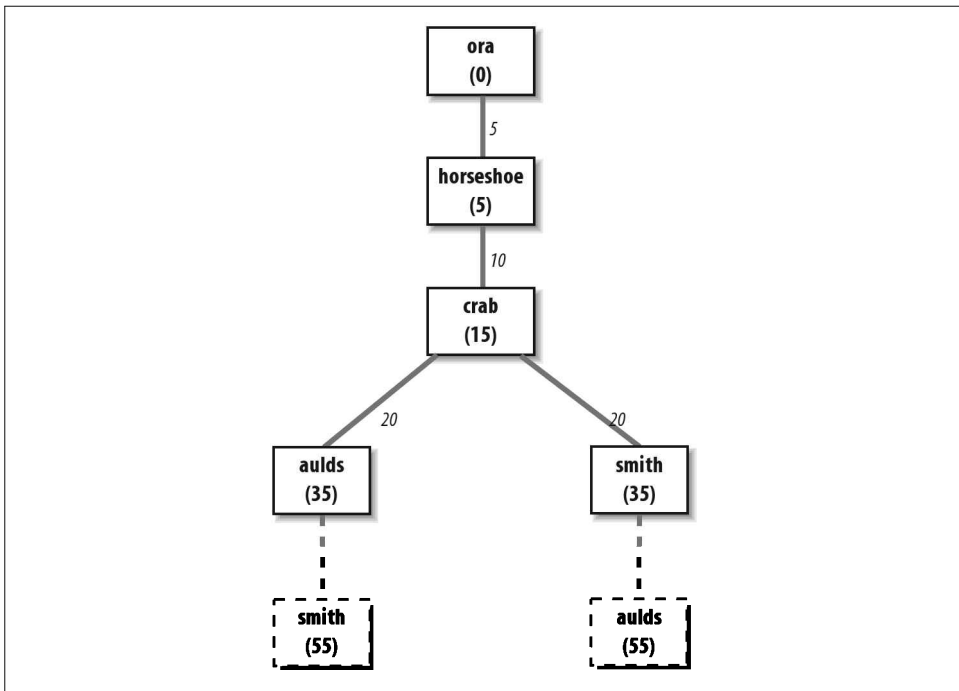 ora
(0)
5
horseshoe
(5)
10
crab
(15)
20
20
aulds
(35)
smith
(35)
smith
(55)
aulds
(55)